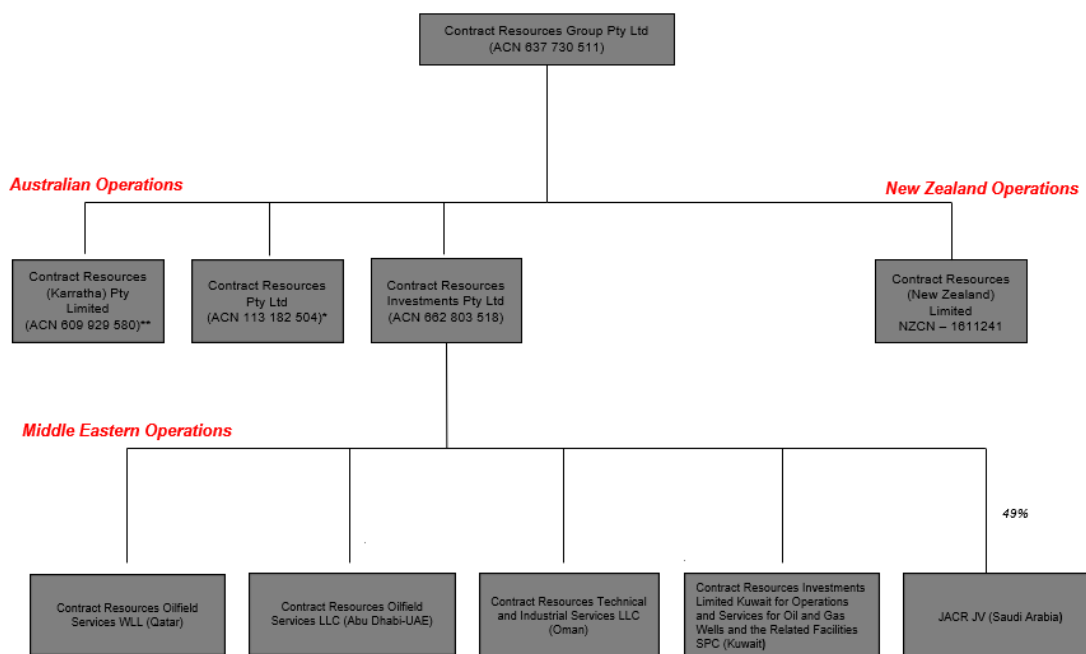 Contract Resources Group Pty Ltd
(ACN 637 730 511)
Australian Operations
New Zealand Operations
Contract Resources
(Karratha) Pty
Limited
(ACN 609 929 580)**
Contract Resources
Pty Ltd
(ACN 113 182 504)*
Contract Resources
Investments Pty Ltd
(ACN 662 803 518)
Contract Resources
(New Zealand)
Limited
NZCN – 1611241
Middle Eastern Operations
49%
Contract Resources Oilfield
Services WLL (Qatar)
Contract Resources Oilfield
Services LLC (Abu Dhabi-UAE)
Contract Resources Technical
and Industrial Services LLC
(Oman)
Contract Resources Investments
Limited Kuwait for Operations
and Services for Oil and Gas
Wells and the Related Facilities
SPC (Kuwait)
JACR JV (Saudi Arabia)